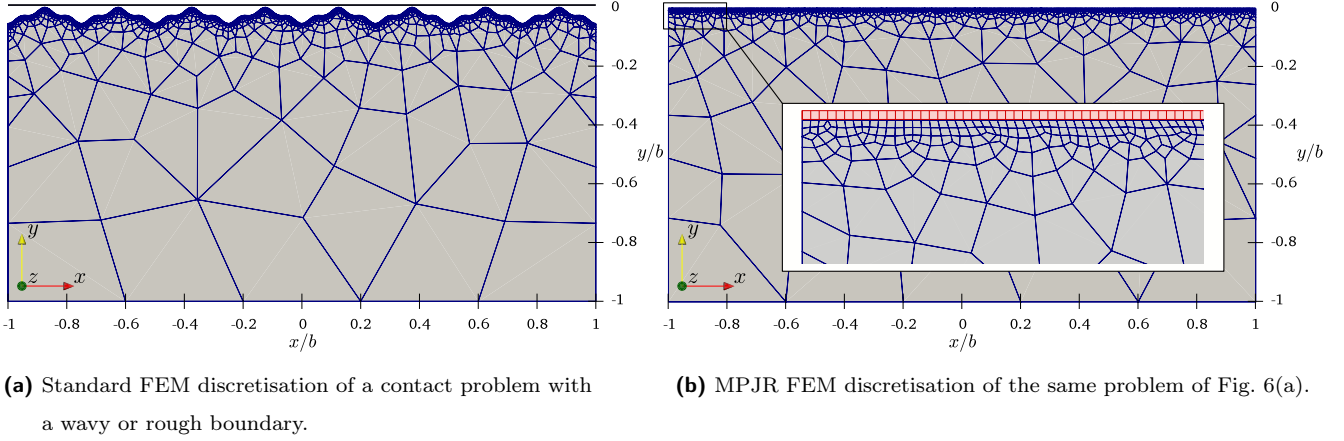 0
-0.2
-0.4
y/b
-0.6
-0.8
-1
y
z
x
-1 -0.8 -0.6 -0.4 -0.2 0 0.2 0.4 0.6 0.8 1
x/b
(a) Standard FEM discretisation of a contact problem with
a wavy or rough boundary.
0
-0.2
-0.4
y/b
-0.6
-0.8
-1
y
z
x
-1 -0.8 -0.6 -0.4 -0.2 0 0.2 0.4 0.6 0.8 1
x/b
(b) MPJR FEM discretisation of the same problem of Fig. 6(a).